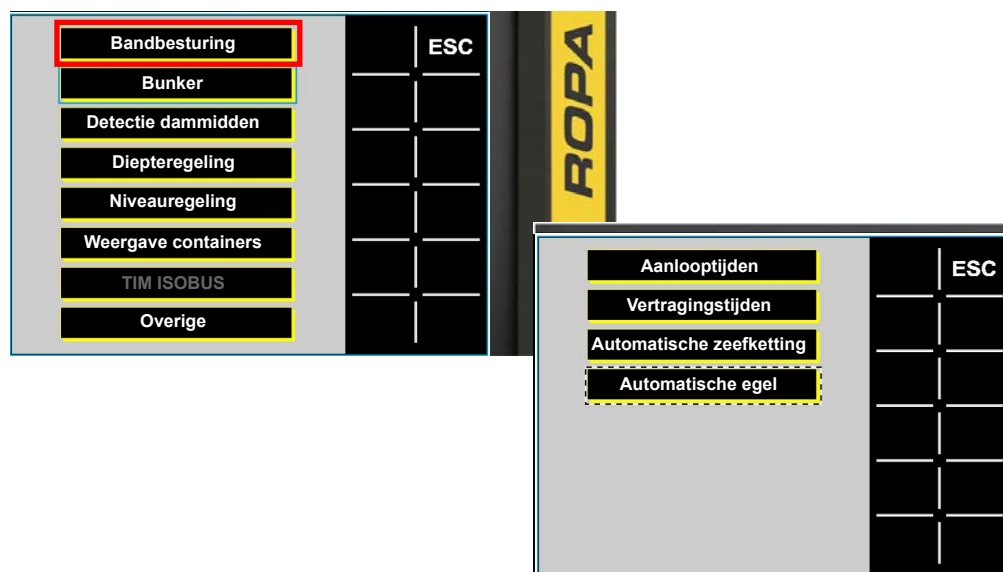 Bandbesturing
ESC
Bunker
Detectie dammidden
Diepteregeling
Niveauregeling
Weergave containers
TIM ISOBUS
Overige
ROPA
Aanlooptijden
ESC
Vertragingstijden
Automatische zeefketting
Automatische egel